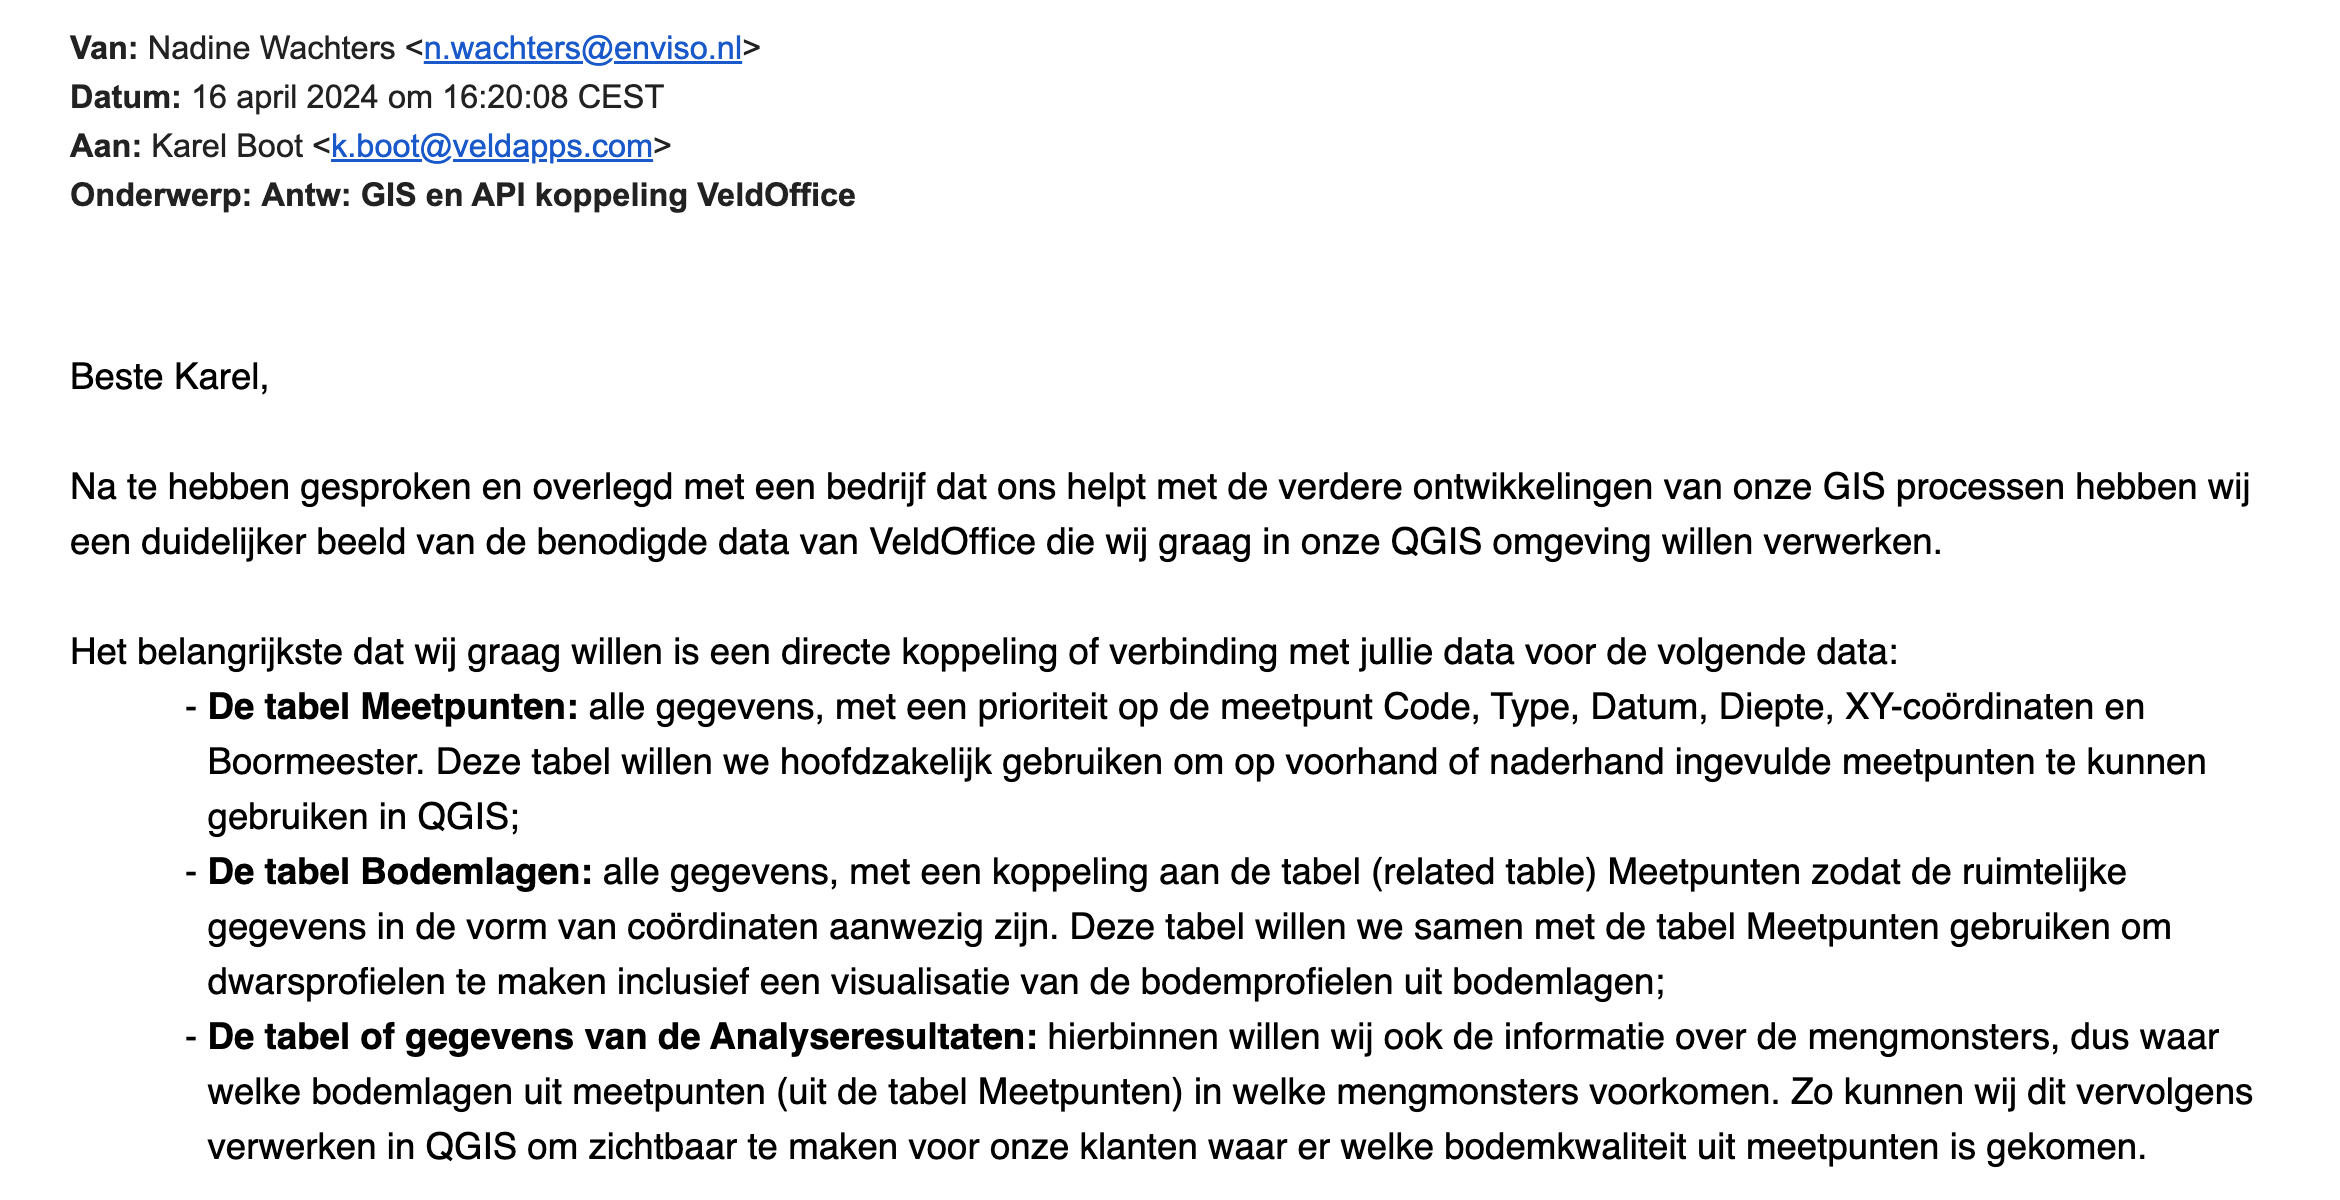 Van: Nadine Wachters <n.wachters@enviso.nl>
Datum: 16 april 2024 om 16:20:08 CEST
Aan: Karel Boot <k.boot@veldapps.com>
Onderwerp: Antw: GIS en API koppeling VeldOffice
Beste Karel,
Na te hebben gesproken en overlegd met een bedrijf dat ons helpt met de verdere ontwikkelingen van onze GIS processen hebben wij
een duidelijker beeld van de benodigde data van VeldOffice die wij graag in onze QGIS omgeving willen verwerken.
Het belangrijkste dat wij graag willen is een directe koppeling of verbinding met jullie data voor de volgende data:
- De tabel Meetpunten: alle gegevens, met een prioriteit op de meetpunt Code, Type, Datum, Diepte, XY-coördinaten en
Boormeester. Deze tabel willen we hoofdzakelijk gebruiken om op voorhand of naderhand ingevulde meetpunten te kunnen
gebruiken in QGIS;
- De tabel Bodemlagen: alle gegevens, met een koppeling aan de tabel (related table) Meetpunten zodat de ruimtelijke
gegevens in de vorm van coördinaten aanwezig zijn. Deze tabel willen we samen met de tabel Meetpunten gebruiken om
dwarsprofielen te maken inclusief een visualisatie van de bodemprofielen uit bodemlagen;
- De tabel of gegevens van de Analyseresultaten: hierbinnen willen wij ook de informatie over de mengmonsters, dus waar
welke bodemlagen uit meetpunten (uit de tabel Meetpunten) in welke mengmonsters voorkomen. Zo kunnen wij dit vervolgens
verwerken in QGIS om zichtbaar te maken voor onze klanten waar er welke bodemkwaliteit uit meetpunten is gekomen.